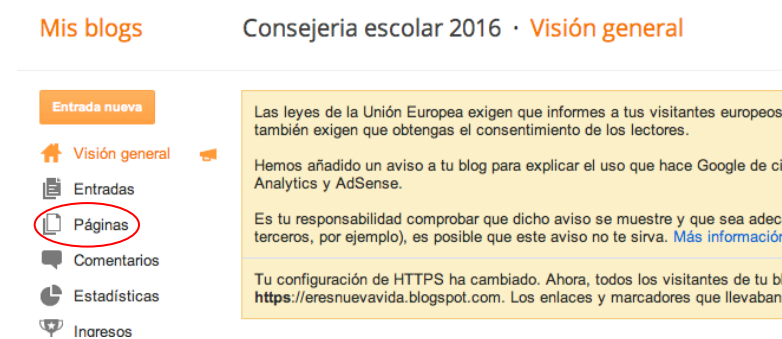 Mis blogs
Consejeria escolar 2016 · Visión general
Entrada nueva
Visión general
Entradas
Páginas
Comentarios
Estadísticas
Ingresos
Las leyes de la Unión Europea exigen que informes a tus visitantes europeos
también exigen que obtengas el consentimiento de los lectores.
Hemos añadido un aviso a tu blog para explicar el uso que hace Google de
Analytics y AdSense.
Es tu responsabilidad comprobar que dicho aviso se muestre y que sea
terceros, por ejemplo), es posible que este aviso no te sirva. Más información
Tu configuración de HTTPS ha cambiado. Ahora, todos los visitantes de tu
https://eresnuevavida.blogspot.com. Los enlaces y marcadores que llevaban